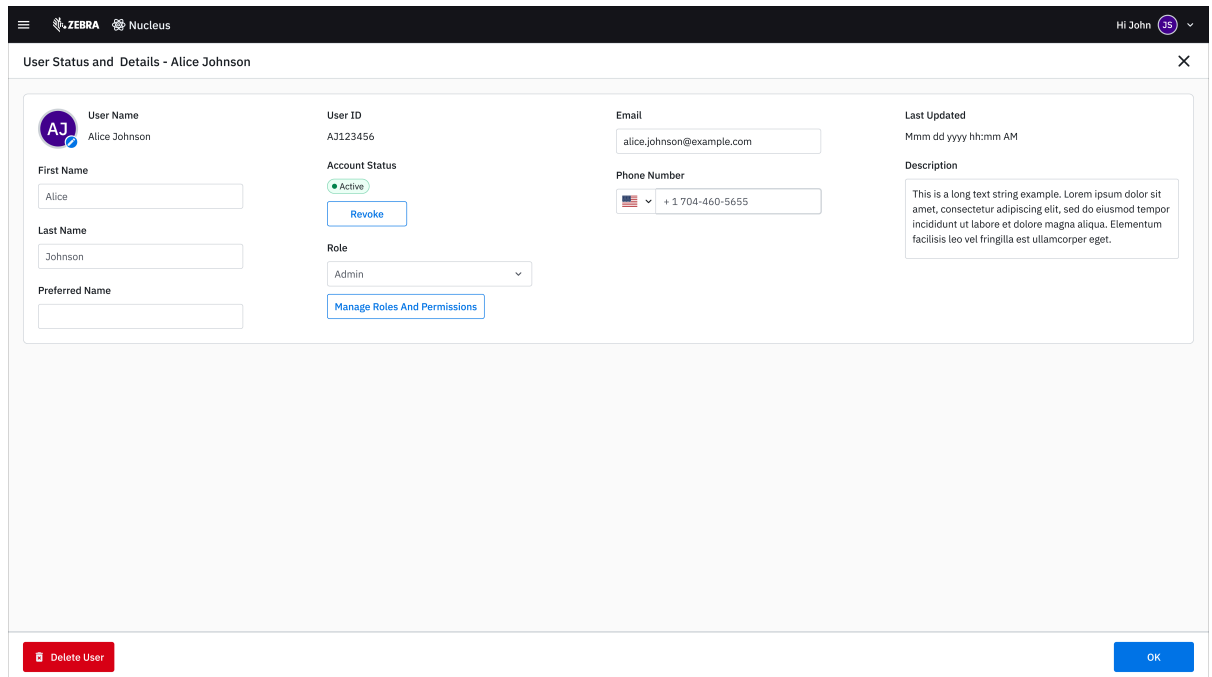 ZEBRA Nucleus
Hi John JS
User Status and Details - Alice Johnson
AJ
User Name
Alice Johnson
First Name
Alice
Last Name
Johnson
Preferred Name
User ID
AJ123456
Account Status
Active
Revoke
Role
Admin
Manage Roles And Permissions
Email
alice.johnson@example.com
Phone Number
+ 1 704-460-5655
Last Updated
Mmm dd yyyy hh:mm AM
Description
This is a long text string example. Lorem ipsum dolor sit
amet, consectetur adipiscing elit, sed do eiusmod tempor
incididunt ut labore et dolore magna aliqua. Elementum
facilisis leo vel fringilla est ullamcorper eget.
Delete User
OK